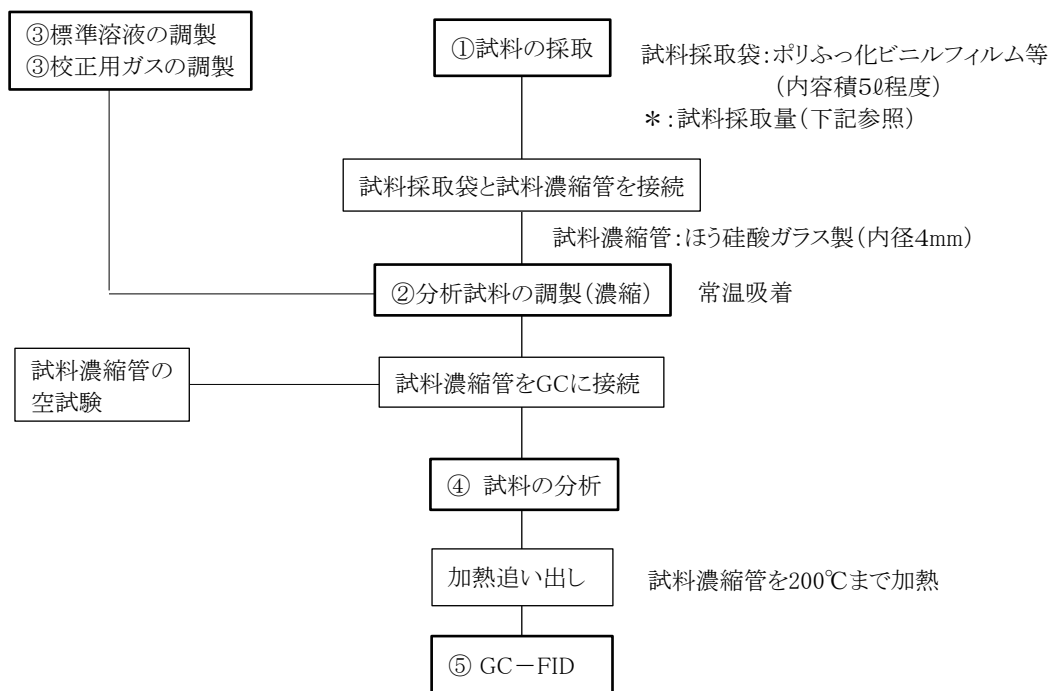 ③標準溶液の調製
③校正用ガスの調製
①試料の採取
試料採取袋：ポリふっ化ビニルフィルム等
（内容積5ℓ程度）
＊：試料採取量（下記参照）
試料採取袋と試料濃縮管を接続
試料濃縮管：ほう硅酸ガラス製（内径4mm）
②分析試料の調製（濃縮）
常温吸着
試料濃縮管の
空試験
試料濃縮管をGCに接続
④ 試料の分析
加熱追い出し
試料濃縮管を200℃まで加熱
⑤ GC－FID